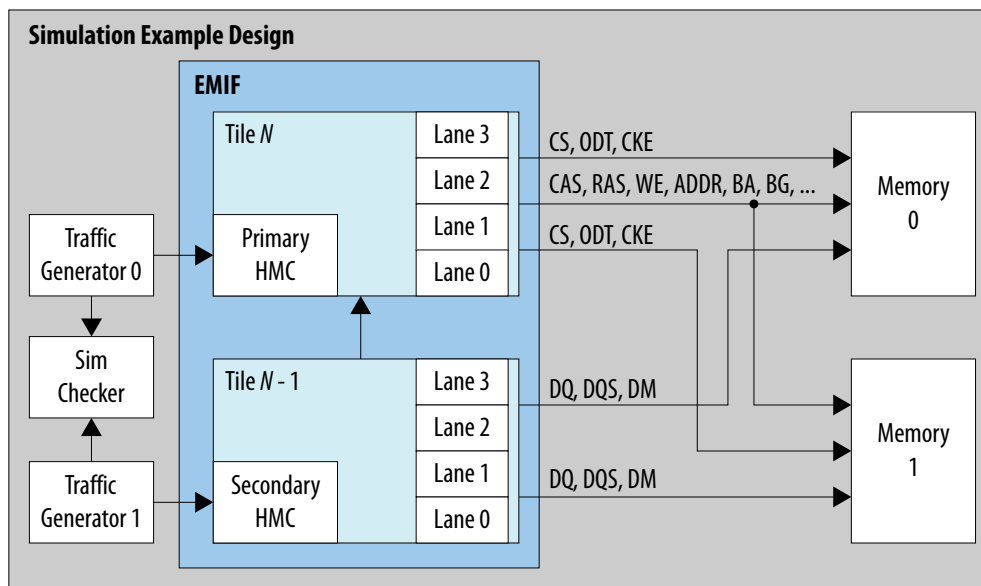 Simulation Example Design
EMIF
Tile N
Lane 3
Lane 2
Lane 1
Lane 0
Primary
HMC
Traffic
Generator 0
Sim
Checker
Traffic
Generator 1
Tile N - 1
Lane 3
Lane 2
Lane 1
Lane 0
Secondary
HMC
CS, ODT, CKE
CAS, RAS, WE, ADDR, BA, BG, ...
CS, ODT, CKE
DQ, DQS, DM
DQ, DQS, DM
Memory
0
Memory
1